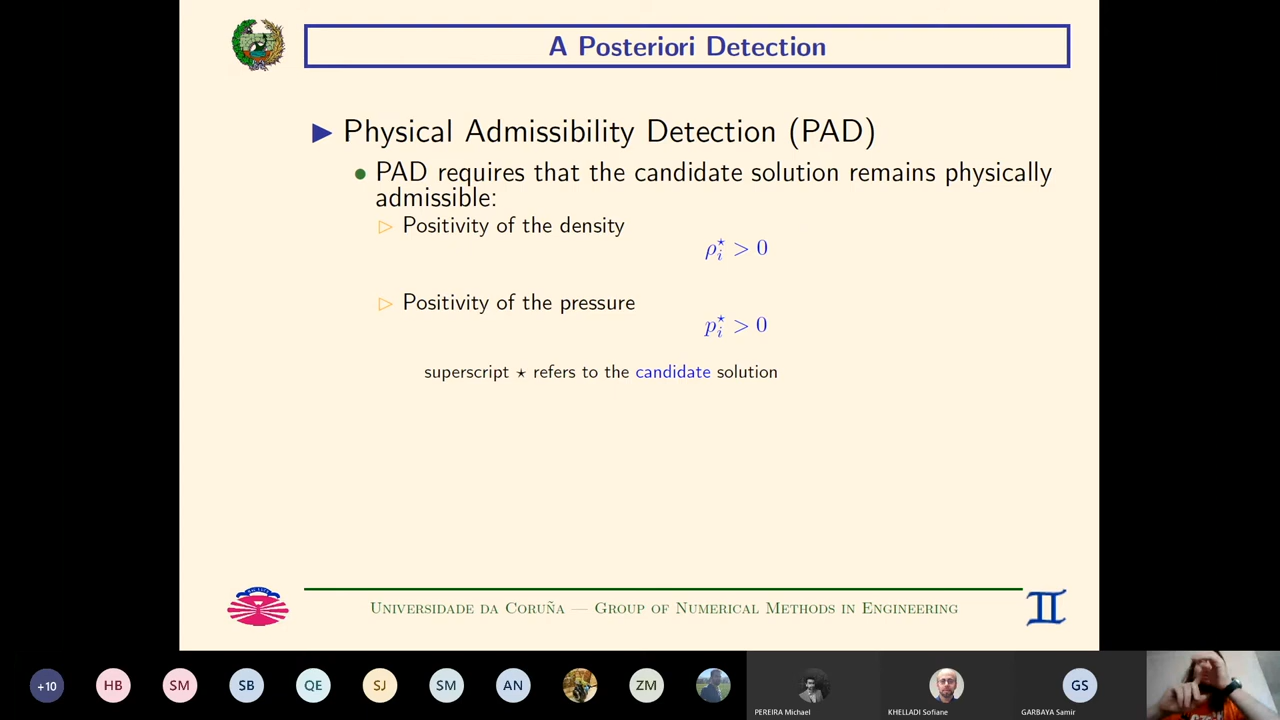 A Posteriori Detection
▶ Physical Admissibility Detection (PAD)
• PAD requires that the candidate solution remains physically
admissible:
▷ Positivity of the density
ρ_i^⋆ > 0
▷ Positivity of the pressure
p_i^⋆ > 0
superscript ⋆ refers to the candidate solution
Universidade da Coruña — Group of Numerical Methods in Engineering
+10
HB
SM
SB
QE
SJ
SM
AN
ZM
PEREIRA Michael
KHELLADI Sofiane
GS
GARBAYA Samir